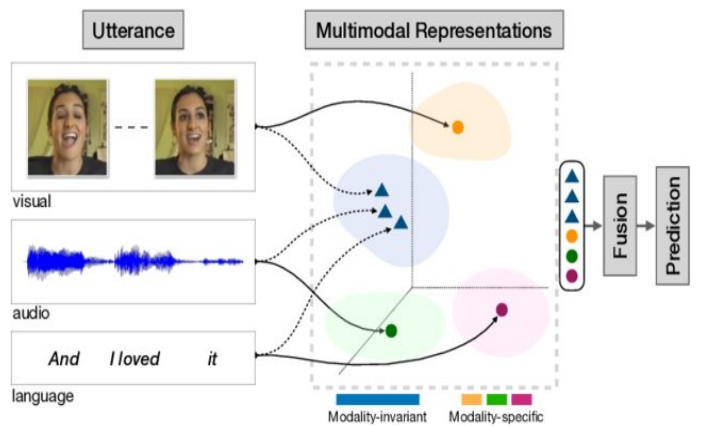 Utterance
Multimodal Representations
visual
audio
And I loved it
language
Fusion
Prediction
Modality-invariant
Modality-specific